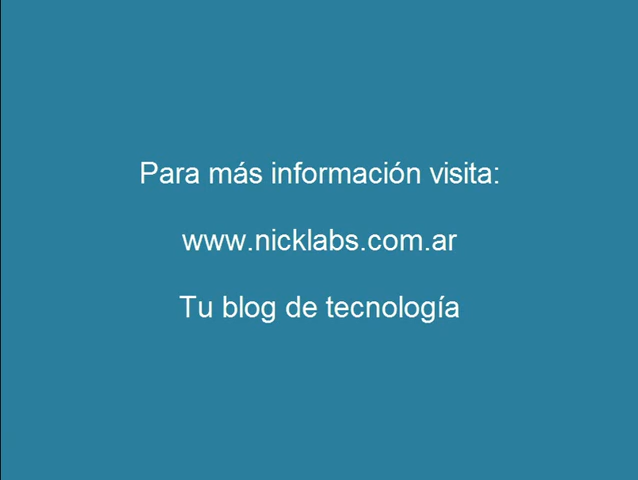 Para más información visita:
www.nicklabs.com.ar
Tu blog de tecnología